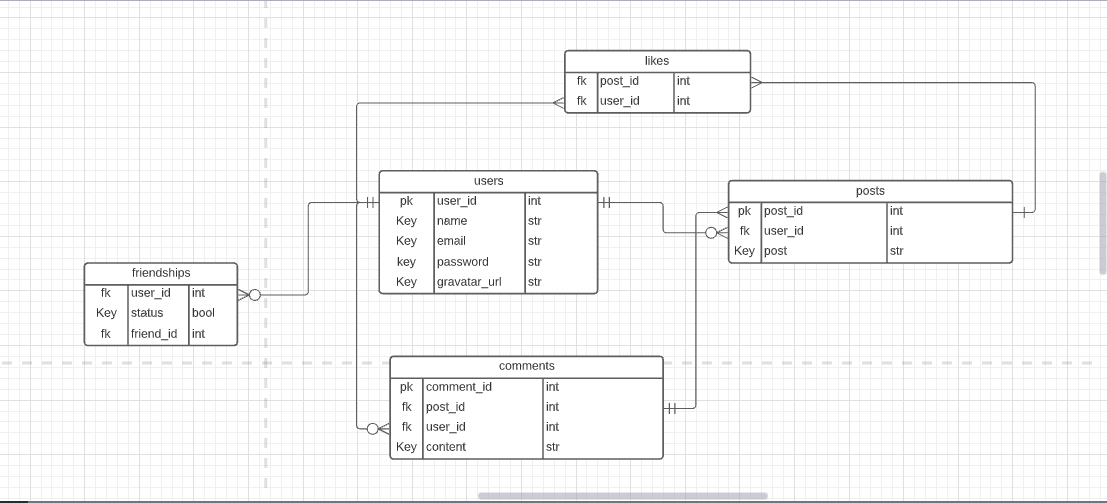 likes
fk post_id int
fk user_id int
users
pk user_id int
Key name str
Key email str
key password str
Key gravatar_url str
posts
pk post_id int
fk user_id int
Key post str
friendships
fk user_id int
Key status bool
fk friend_id int
comments
pk comment_id int
fk post_id int
fk user_id int
Key content str